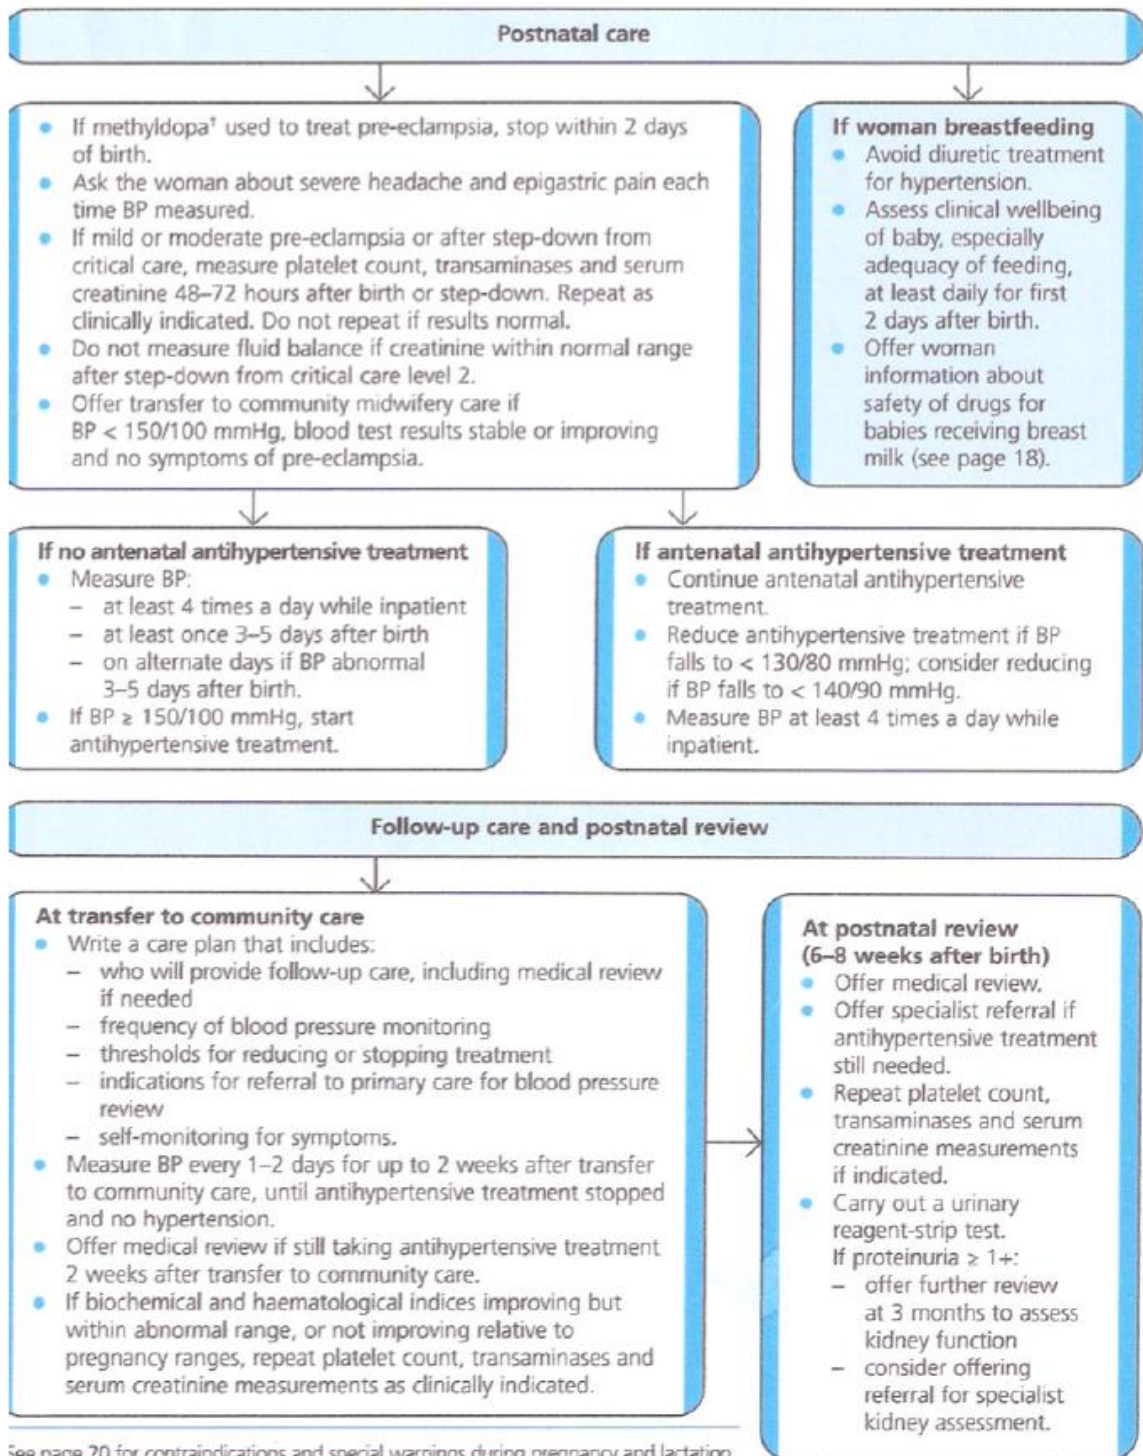 Postnatal care
● If methyldopa† used to treat pre-eclampsia, stop within 2 days
of birth.
● Ask the woman about severe headache and epigastric pain each
time BP measured.
● If mild or moderate pre-eclampsia or after step-down from
critical care, measure platelet count, transaminases and serum
creatinine 48–72 hours after birth or step-down. Repeat as
clinically indicated. Do not repeat if results normal.
● Do not measure fluid balance if creatinine within normal range
after step-down from critical care level 2.
● Offer transfer to community midwifery care if
BP < 150/100 mmHg, blood test results stable or improving
and no symptoms of pre-eclampsia.
If woman breastfeeding
● Avoid diuretic treatment
for hypertension.
● Assess clinical wellbeing
of baby, especially
adequacy of feeding,
at least daily for first
2 days after birth.
● Offer woman
information about
safety of drugs for
babies receiving breast
milk (see page 18).
If no antenatal antihypertensive treatment
● Measure BP:
– at least 4 times a day while inpatient
– at least once 3–5 days after birth
– on alternate days if BP abnormal
3–5 days after birth.
● If BP ≥ 150/100 mmHg, start
antihypertensive treatment.
If antenatal antihypertensive treatment
● Continue antenatal antihypertensive
treatment.
● Reduce antihypertensive treatment if BP
falls to < 130/80 mmHg; consider reducing
if BP falls to < 140/90 mmHg.
● Measure BP at least 4 times a day while
inpatient.
Follow-up care and postnatal review
At transfer to community care
● Write a care plan that includes:
– who will provide follow-up care, including medical review
if needed
– frequency of blood pressure monitoring
– thresholds for reducing or stopping treatment
– indications for referral to primary care for blood pressure
review
– self-monitoring for symptoms.
● Measure BP every 1–2 days for up to 2 weeks after transfer
to community care, until antihypertensive treatment stopped
and no hypertension.
● Offer medical review if still taking antihypertensive treatment
2 weeks after transfer to community care.
● If biochemical and haematological indices improving but
within abnormal range, or not improving relative to
pregnancy ranges, repeat platelet count, transaminases and
serum creatinine measurements as clinically indicated.
At postnatal review
(6–8 weeks after birth)
● Offer medical review.
● Offer specialist referral if
antihypertensive treatment
still needed.
● Repeat platelet count,
transaminases and serum
creatinine measurements
if indicated.
● Carry out a urinary
reagent-strip test.
If proteinuria ≥ 1+:
– offer further review
at 3 months to assess
kidney function
– consider offering
referral for specialist
kidney assessment.
See page 20 for contraindications and special warnings during pregnancy and lactation